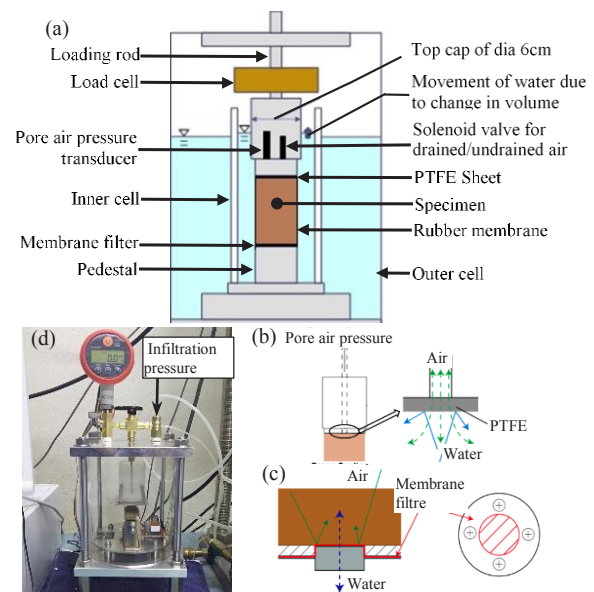 (a)
Loading rod
Load cell
Pore air pressure
transducer
Inner cell
Membrane filter
Pedestal
Top cap of dia 6cm
Movement of water due
to change in volume
Solenoid valve for
drained/undrained air
PTFE Sheet
Specimen
Rubber membrane
Outer cell
(d)
Infiltration
pressure
(b)
Pore air pressure
Air
PTFE
Water
(c)
Air
Membrane
filtre
Water